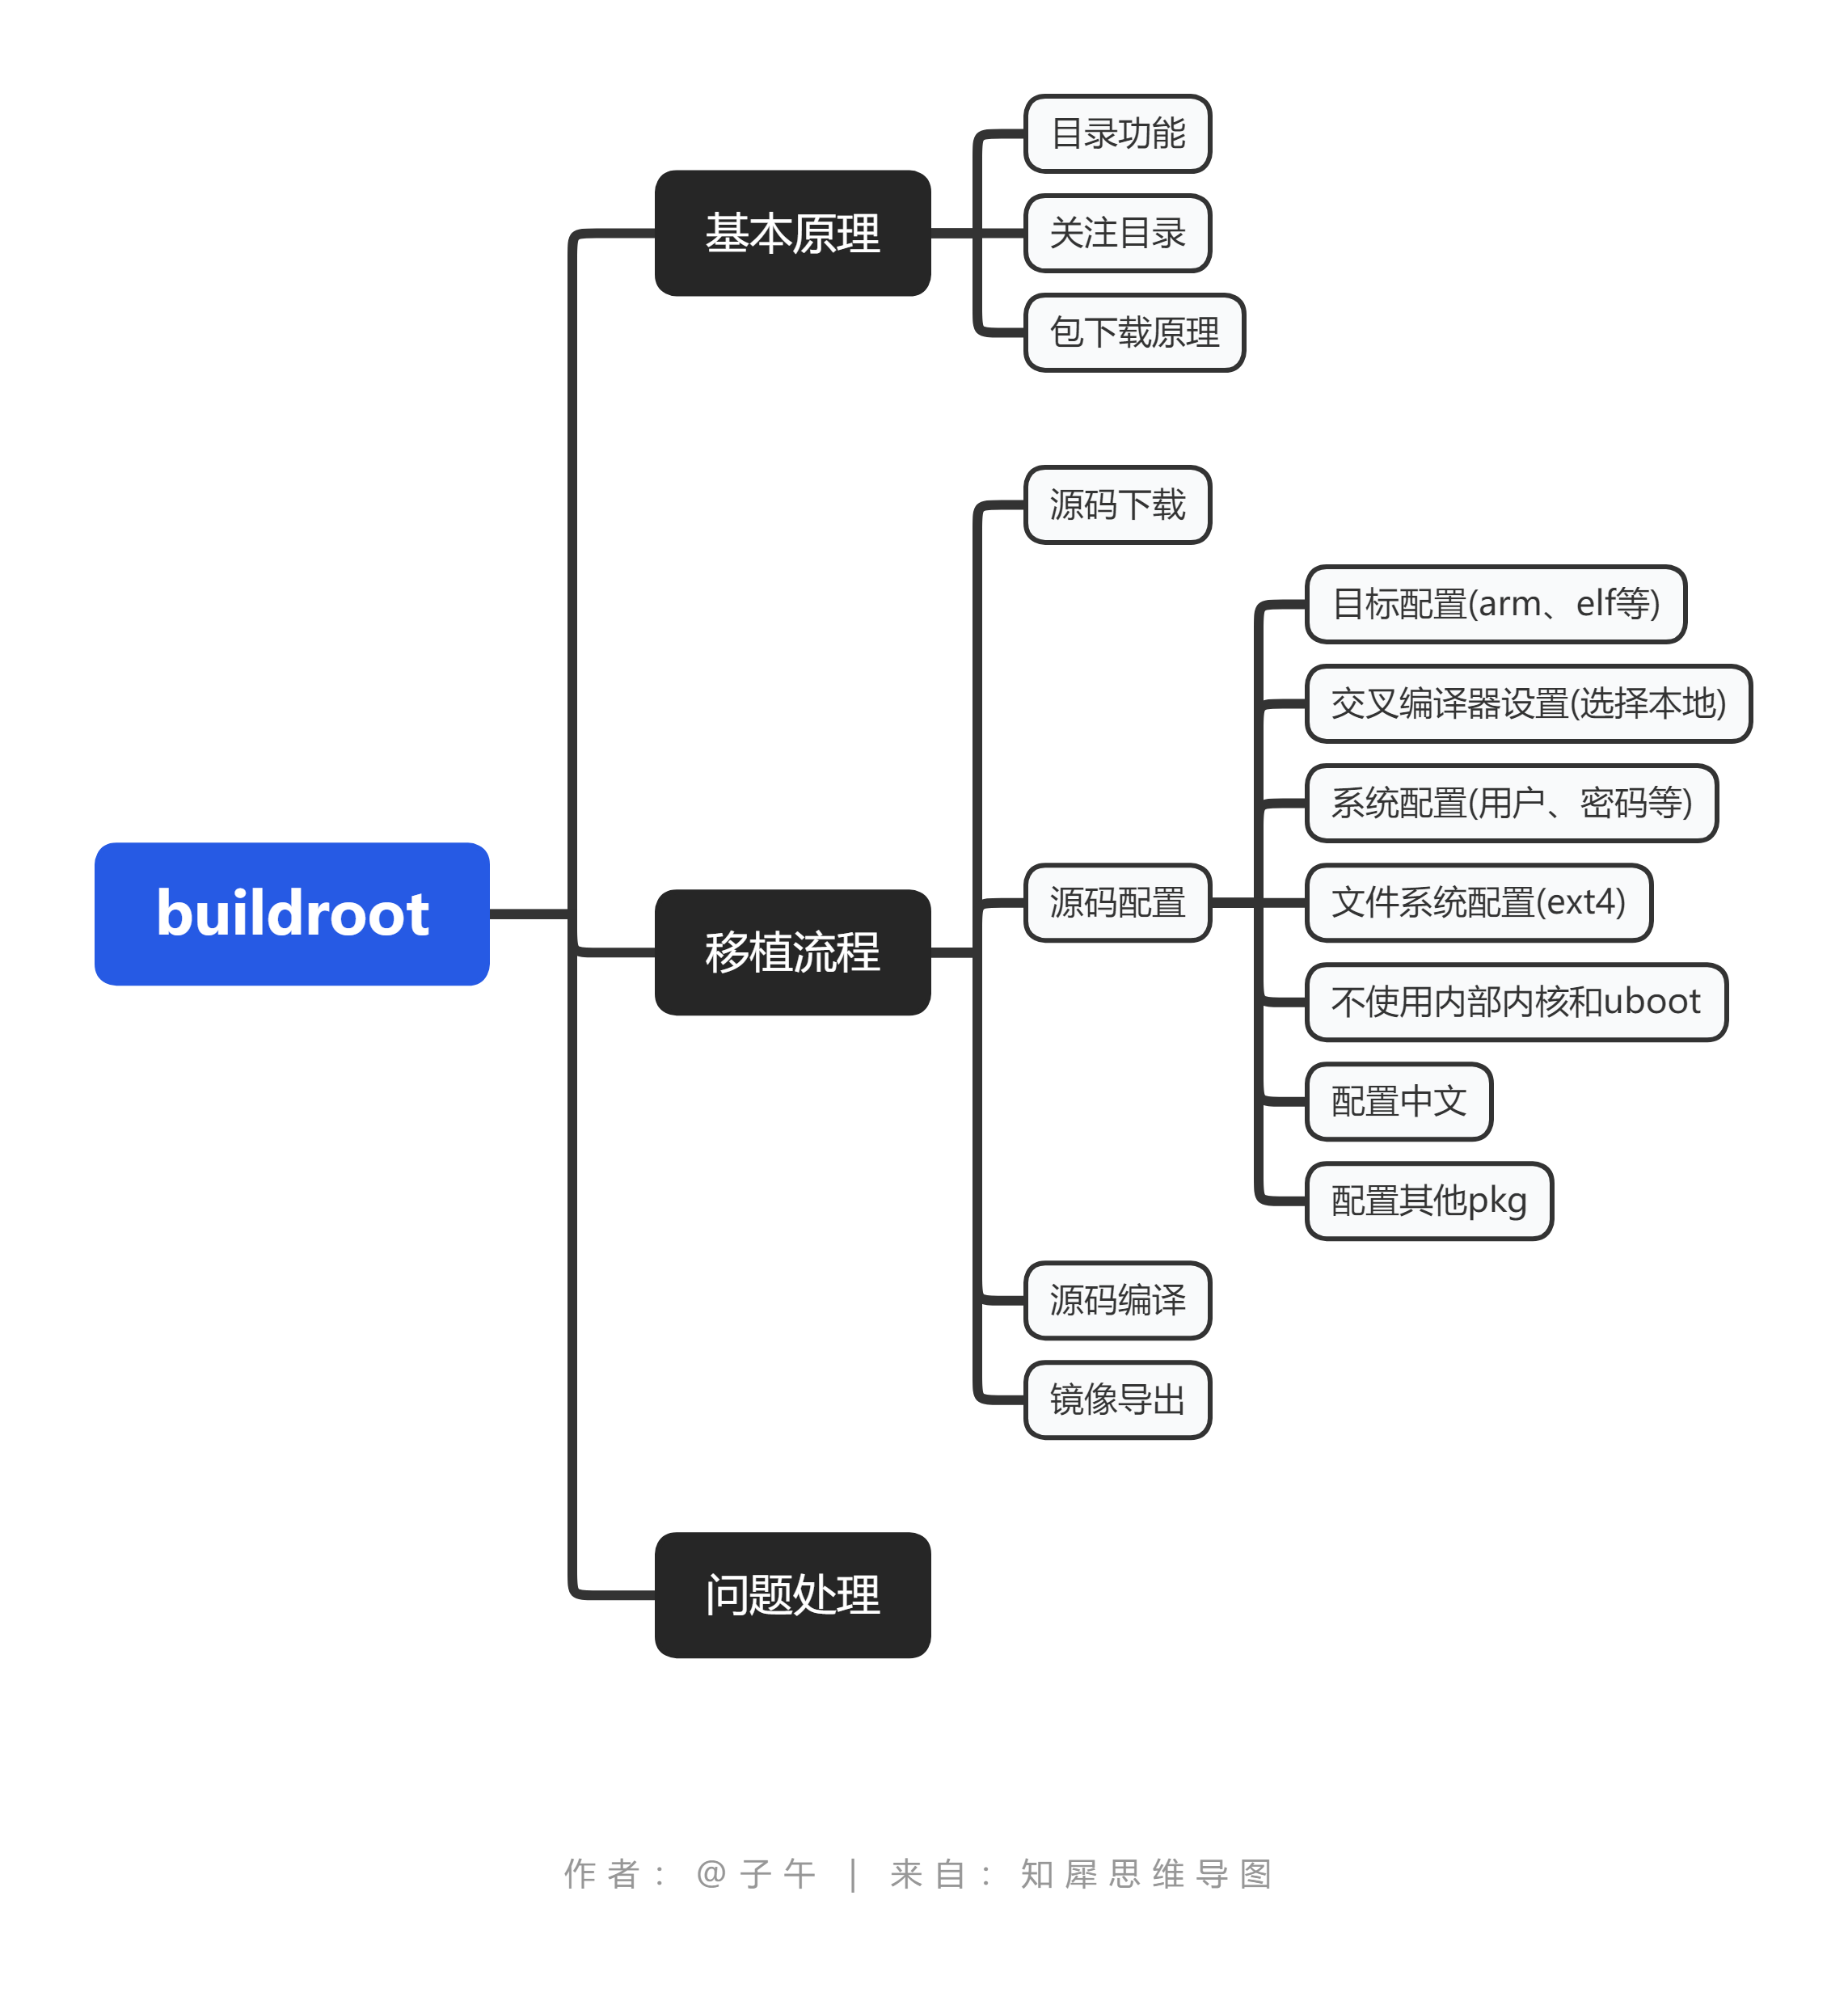 buildroot
基本原理
目录功能
关注目录
包下载原理
移植流程
源码下载
源码配置
目标配置(arm、elf等)
交叉编译器设置(选择本地)
系统配置(用户、密码等)
文件系统配置(ext4)
不使用内部内核和uboot
配置中文
配置其他pkg
源码编译
镜像导出
问题处理
作者：@子午 | 来自：知犀思维导图